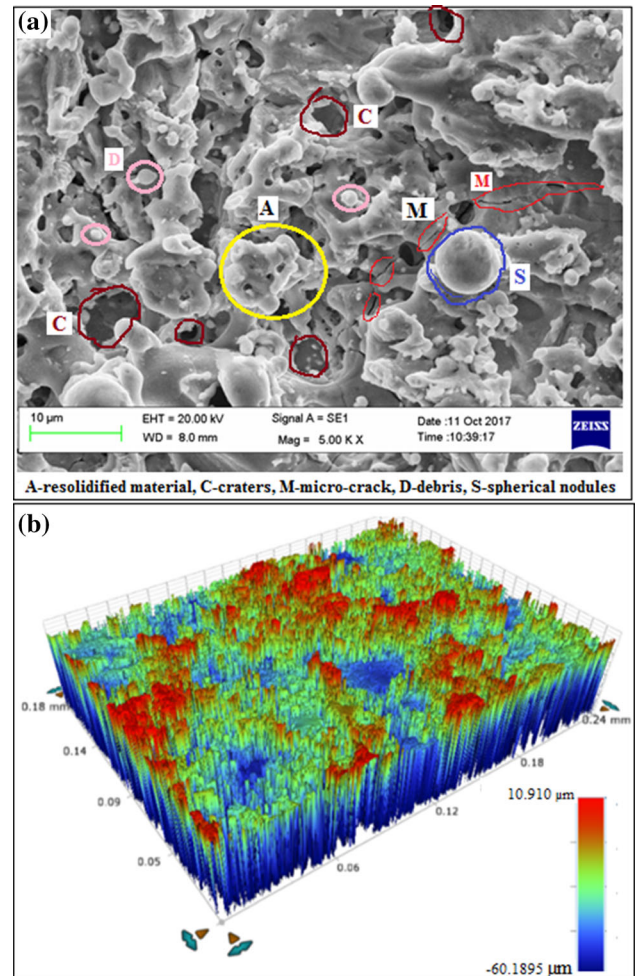 (a)
C
D
M
A
M
S
C
10 µm
EHT = 20.00 kV
Signal A = SE1
Date :11 Oct 2017
ZEISS
WD = 8.0 mm
Mag = 5.00 K X
Time :10:39:17
A-resolidified material, C-craters, M-micro-crack, D-debris, S-spherical nodules
(b)
0.18 mm
0.24 mm
0.14
0.18
0.09
0.12
10.910 µm
0.05
0.06
-60.1895 µm